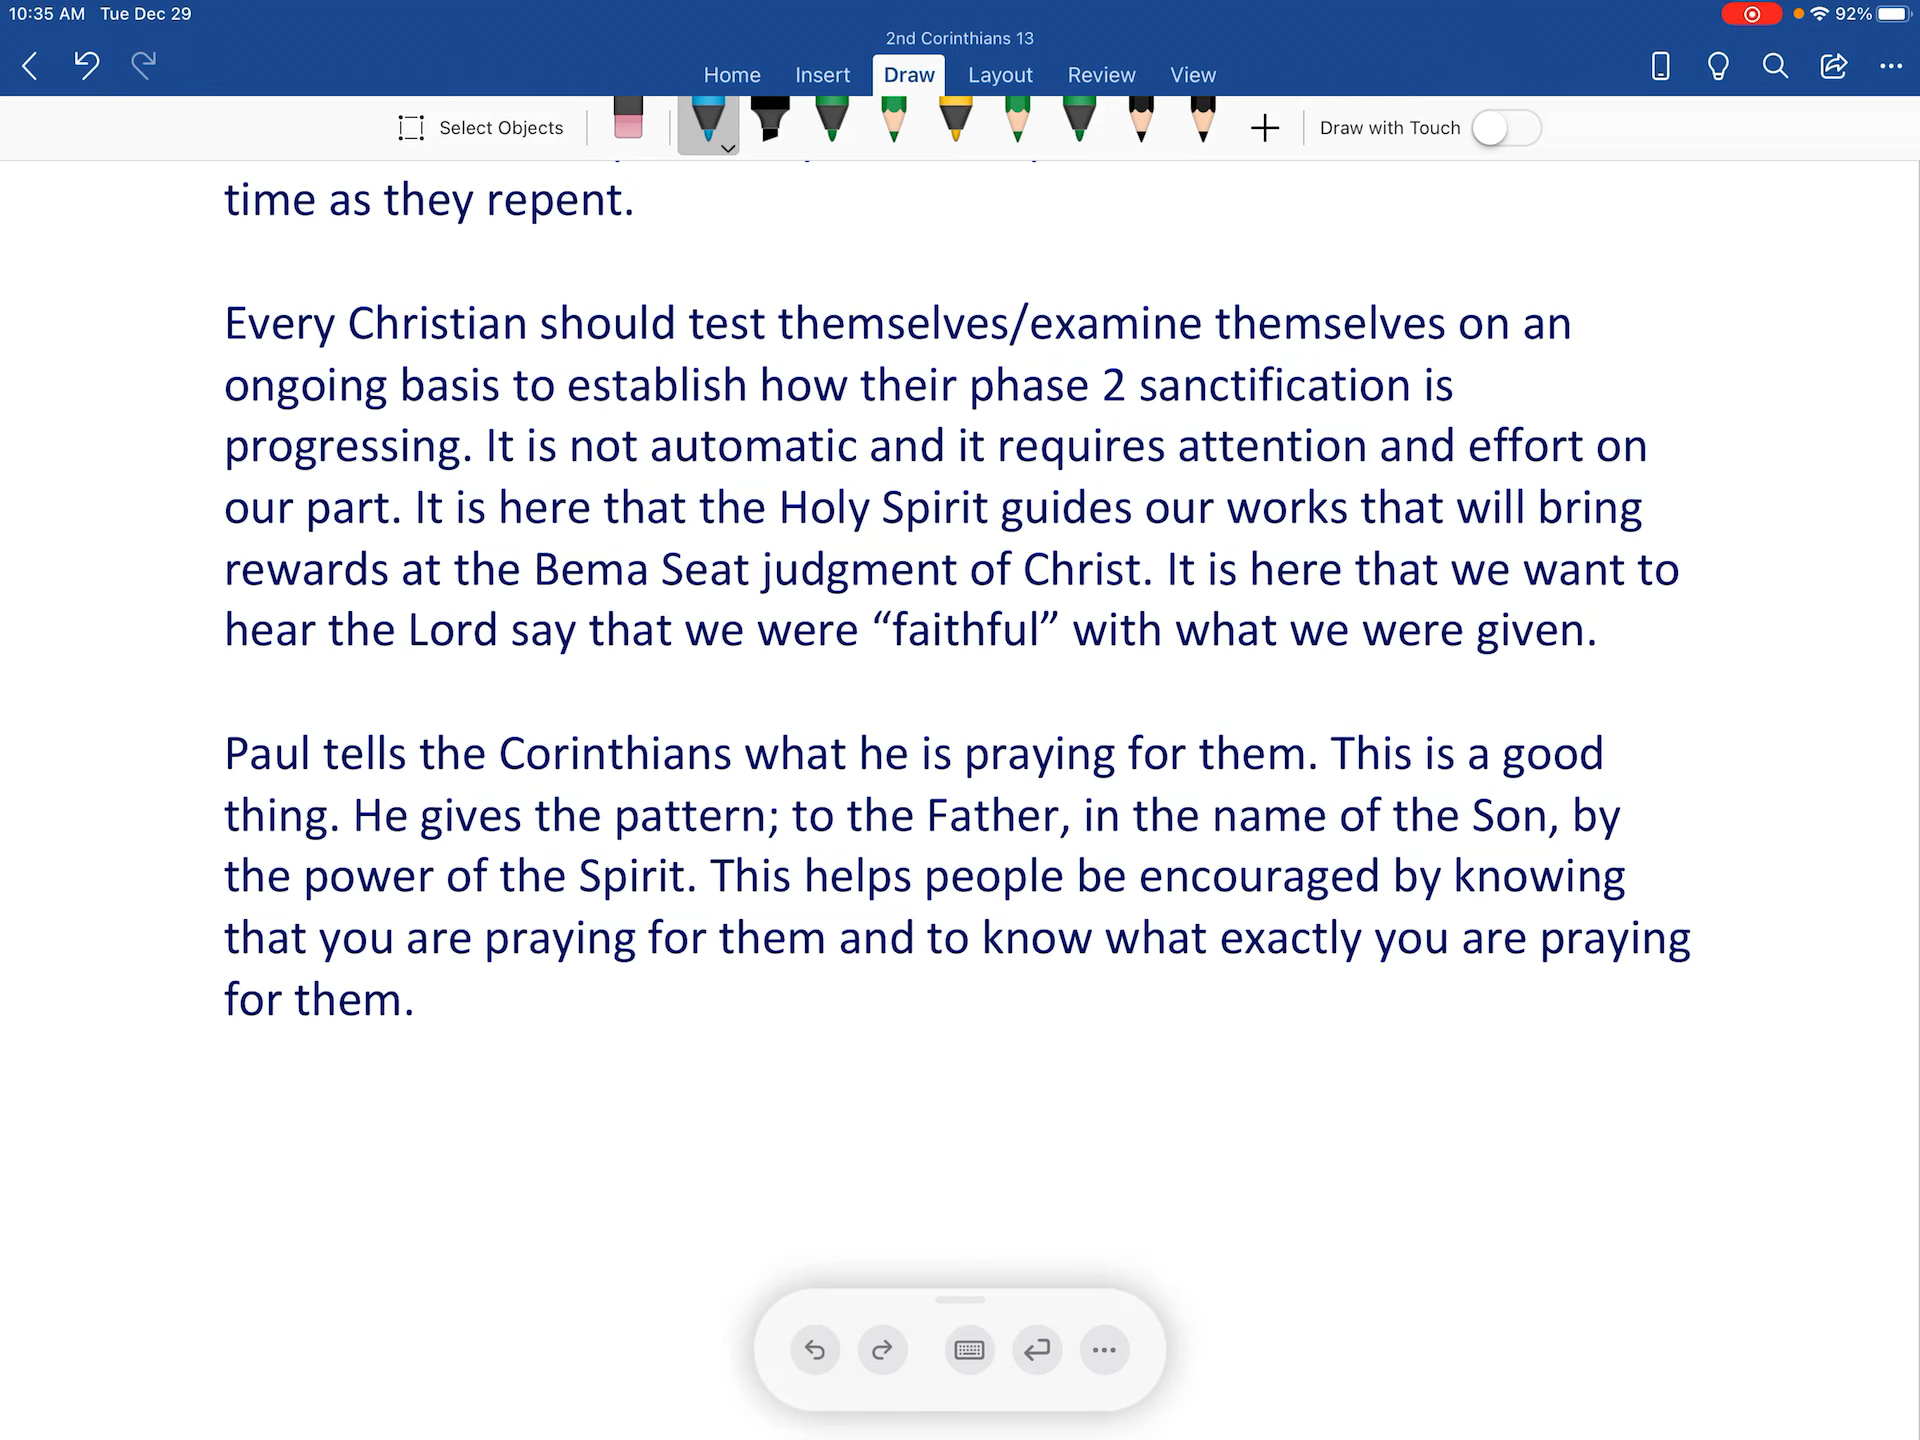 10:35 AM Tue Dec 29
92%
2nd Corinthians 13
Home Insert Draw Layout Review View
Select Objects
Draw with Touch
time as they repent.
Every Christian should test themselves/examine themselves on an
ongoing basis to establish how their phase 2 sanctification is
progressing. It is not automatic and it requires attention and effort on
our part. It is here that the Holy Spirit guides our works that will bring
rewards at the Bema Seat judgment of Christ. It is here that we want to
hear the Lord say that we were “faithful” with what we were given.
Paul tells the Corinthians what he is praying for them. This is a good
thing. He gives the pattern; to the Father, in the name of the Son, by
the power of the Spirit. This helps people be encouraged by knowing
that you are praying for them and to know what exactly you are praying
for them.